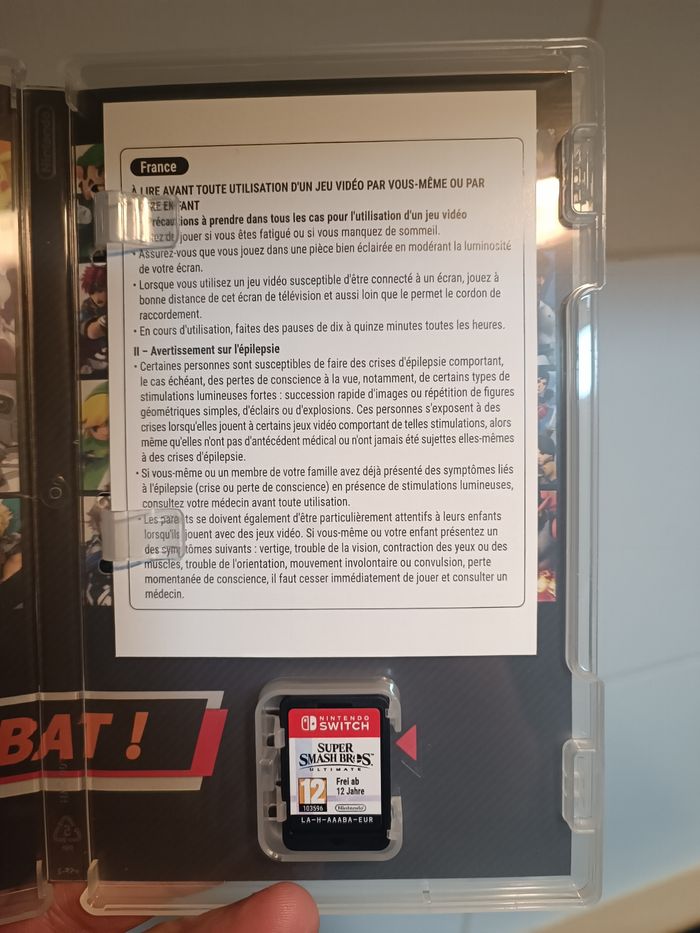 France
À LIRE AVANT TOUTE UTILISATION D'UN JEU VIDÉO PAR VOUS-MÊME OU PAR
ENFANT
précautions à prendre dans tous les cas pour l'utilisation d'un jeu vidéo
de jouer si vous êtes fatigué ou si vous manquez de sommeil.
• Assurez-vous que vous jouez dans une pièce bien éclairée en modérant la luminosité
de votre écran.
• Lorsque vous utilisez un jeu vidéo susceptible d'être connecté à un écran, jouez à
bonne distance de cet écran de télévision et aussi loin que le permet le cordon de
raccordement.
• En cours d'utilisation, faites des pauses de dix à quinze minutes toutes les heures.
II – Avertissement sur l'épilepsie
• Certaines personnes sont susceptibles de faire des crises d'épilepsie comportant,
le cas échéant, des pertes de conscience à la vue, notamment, de certains types de
stimulations lumineuses fortes : succession rapide d'images ou répétition de figures
géométriques simples, d'éclairs ou d'explosions. Ces personnes s'exposent à des
crises lorsqu'elles jouent à certains jeux vidéo comportant de telles stimulations, alors
même qu'elles n'ont pas d'antécédent médical ou n'ont jamais été sujettes elles-mêmes
à des crises d'épilepsie.
• Si vous-même ou un membre de votre famille avez déjà présenté des symptômes liés
à l'épilepsie (crise ou perte de conscience) en présence de stimulations lumineuses,
consultez votre médecin avant toute utilisation.
• Les parents se doivent également d'être particulièrement attentifs à leurs enfants
lorsqu'ils jouent avec des jeux vidéo. Si vous-même ou votre enfant présentez un
des symptômes suivants : vertige, trouble de la vision, contraction des yeux ou des
muscles, trouble de l'orientation, mouvement involontaire ou convulsion, perte
momentanée de conscience, il faut cesser immédiatement de jouer et consulter un
médecin.
BAT !
NINTENDO
SWITCH
SUPER
SMASH BROS.™
ULTIMATE
12
Frei ab
12 Jahre
103596
Nintendo
LA-H-AAABA-EUR
Nintendo